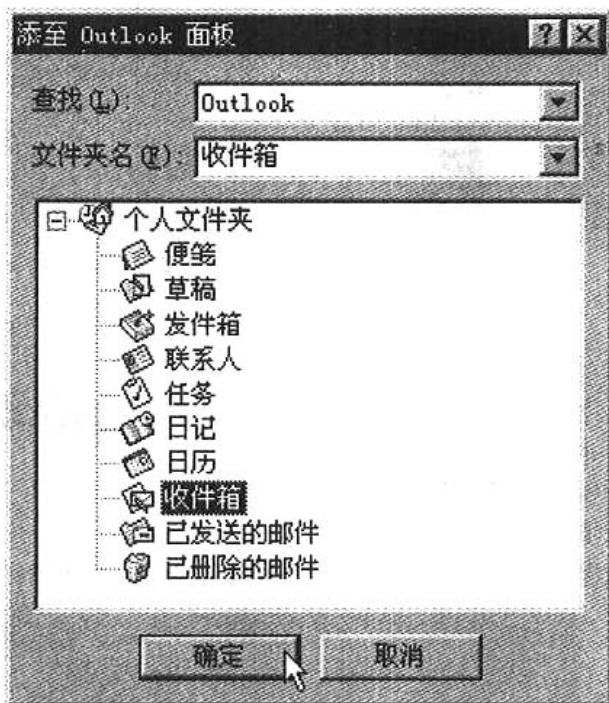 添至 Outlook 面板
查找(L): Outlook
文件夹名(F): 收件箱
个人文件夹
便笺
草稿
发件箱
联系人
任务
日记
日历
收件箱
已发送的邮件
已删除的邮件
确定 取消